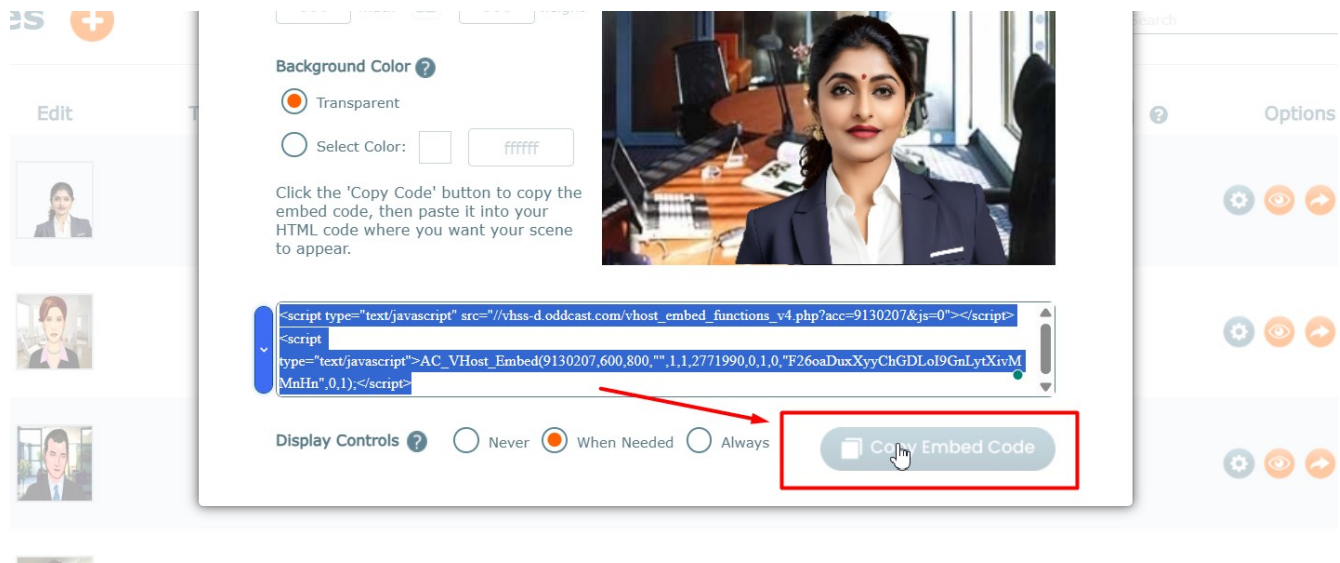 es
Search
Edit
Options
Background Color ?
Transparent
Select Color:
ffffff
Click the 'Copy Code' button to copy the
embed code, then paste it into your
HTML code where you want your scene
to appear.
<script type="text/javascript" src="//vhss-d.oddcast.com/vhost_embed_functions_v4.php?acc=9130207&js=0"></script>
<script
type="text/javascript">AC_VHost_Embed(9130207,600,800,"",1,1,2771990,0,1,0,"F26oaDuxXyyChGDLoI9GnLytXivM
MnHn",0,1);</script>
Display Controls ? Never When Needed Always
Copy Embed Code